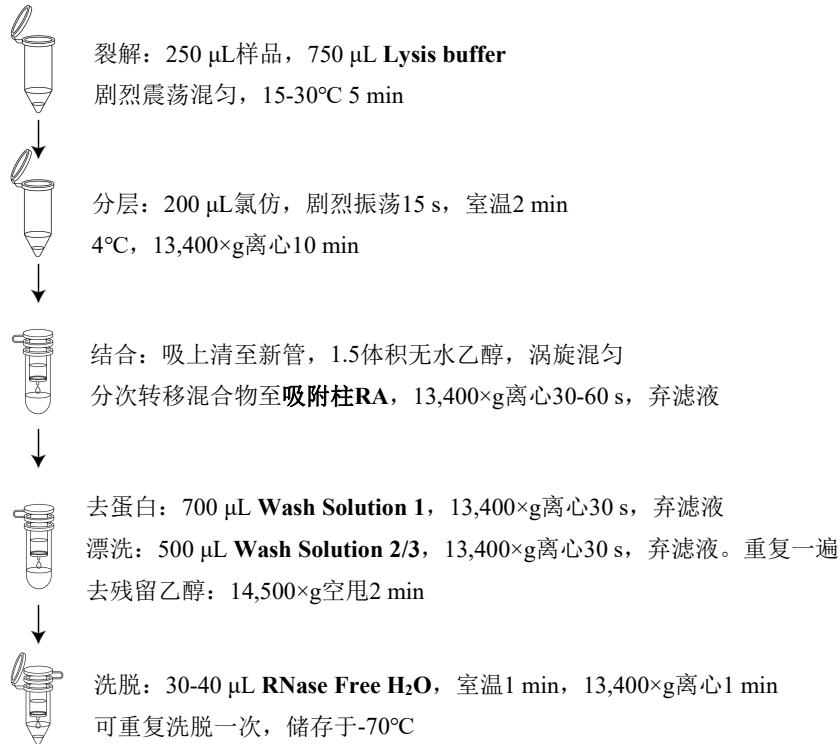 裂解：250 μL样品，750 μL Lysis buffer
剧烈震荡混匀，15-30℃ 5 min
分层：200 μL氯仿，剧烈振荡15 s，室温2 min
4℃，13,400×g离心10 min
结合：吸上清至新管，1.5体积无水乙醇，涡旋混匀
分次转移混合物至吸附柱RA，13,400×g离心30-60 s，弃滤液
去蛋白：700 μL Wash Solution 1，13,400×g离心30 s，弃滤液
漂洗：500 μL Wash Solution 2/3，13,400×g离心30 s，弃滤液。重复一遍
去残留乙醇：14,500×g空甩2 min
洗脱：30-40 μL RNase Free H₂O，室温1 min，13,400×g离心1 min
可重复洗脱一次，储存于-70℃